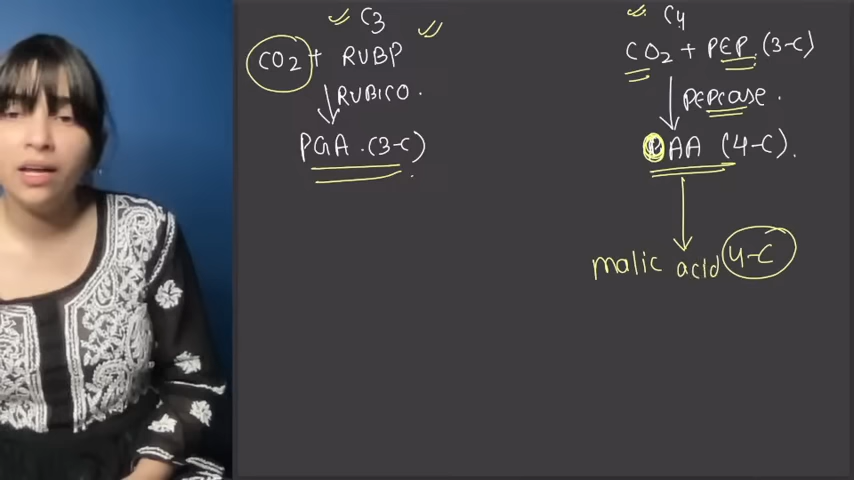 C3
CO2 + RUBP
RUBICO.
PGA.(3-C)
C4
CO2 + PEP.(3-C)
PEPcase.
OAA (4-C).
malic acid 4-C